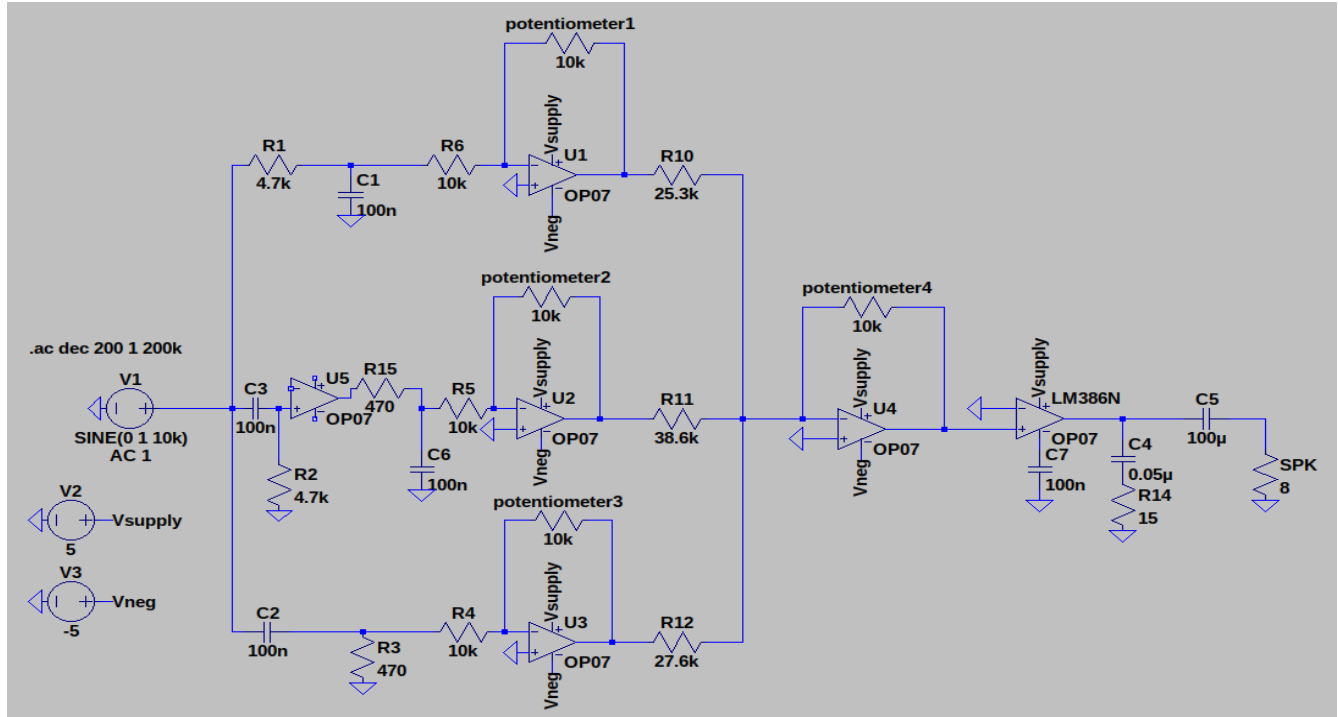 potentiometer1
10k
Vsupply
R1
4.7k
C1
100n
R6
10k
U1
OP07
Vneg
R10
25.3k
potentiometer2
10k
.ac dec 200 1 200k
V1
SINE(0 1 10k)
AC 1
C3
100n
U5
OP07
R2
4.7k
R15
470
C6
100n
R5
10k
Vsupply
U2
OP07
Vneg
R11
38.6k
potentiometer4
10k
Vsupply
U4
OP07
Vneg
Vsupply
LM386N
OP07
C7
100n
C4
0.05µ
R14
15
C5
100µ
SPK
8
V2
Vsupply
5
V3
Vneg
-5
potentiometer3
10k
C2
100n
R3
470
R4
10k
Vsupply
U3
OP07
Vneg
R12
27.6k